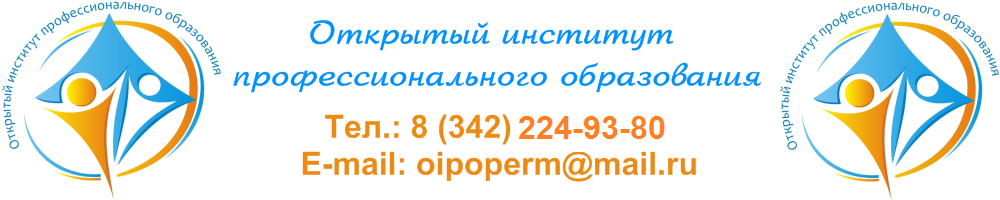 Открытый институт профессионального образования
Открытый институт
профессионального образования
Тел.: 8 (342) 224-93-80
E-mail: oipoperm@mail.ru
Открытый институт профессионального образования